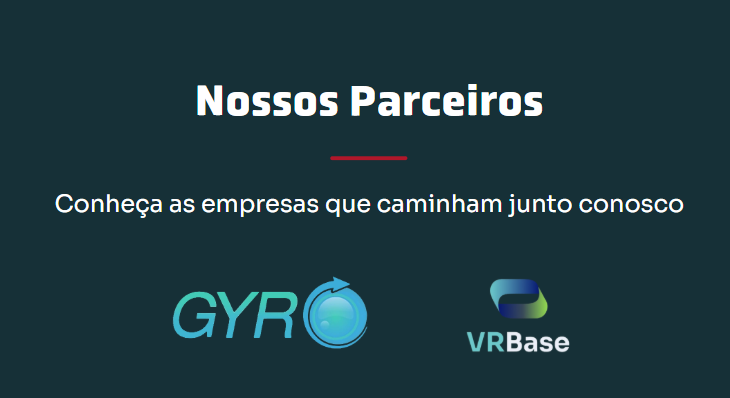 Nossos Parceiros
Conheça as empresas que caminham junto conosco
GYRO
VRBase